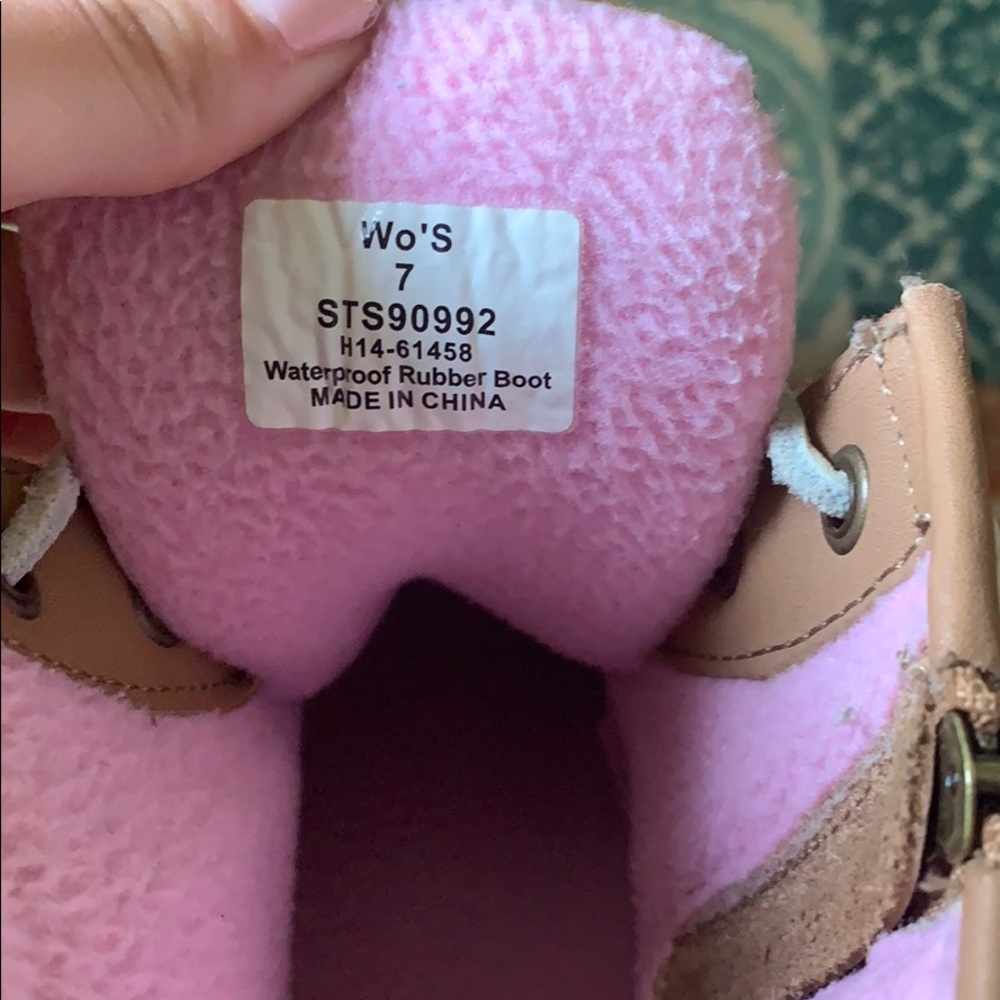 Wo'S
7
STS90992
H14-61458
Waterproof Rubber Boot
MADE IN CHINA